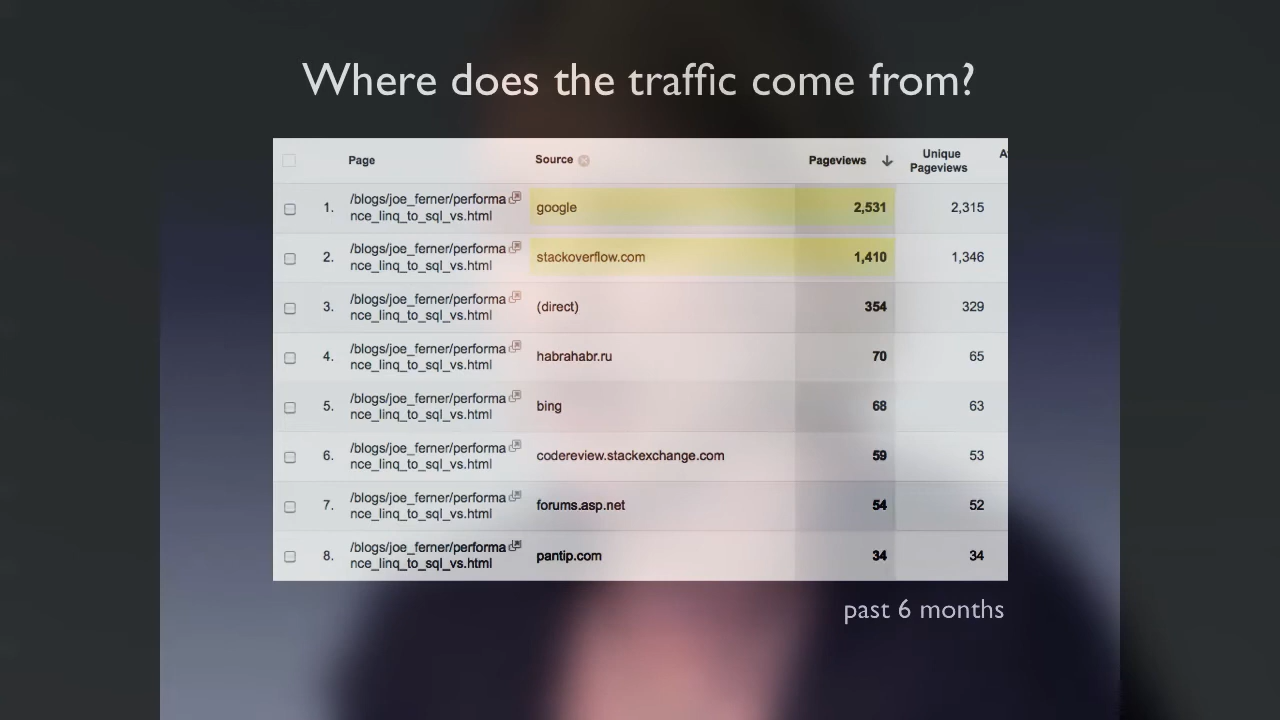 Where does the traffic come from?
Page Source Pageviews Unique Pageviews A
1. /blogs/joe_ferner/performa nce_linq_to_sql_vs.html google 2,531 2,315
2. /blogs/joe_ferner/performa nce_linq_to_sql_vs.html stackoverflow.com 1,410 1,346
3. /blogs/joe_ferner/performa nce_linq_to_sql_vs.html (direct) 354 329
4. /blogs/joe_ferner/performa nce_linq_to_sql_vs.html habrahabr.ru 70 65
5. /blogs/joe_ferner/performa nce_linq_to_sql_vs.html bing 68 63
6. /blogs/joe_ferner/performa nce_linq_to_sql_vs.html codereview.stackexchange.com 59 53
7. /blogs/joe_ferner/performa nce_linq_to_sql_vs.html forums.asp.net 54 52
8. /blogs/joe_ferner/performa nce_linq_to_sql_vs.html pantip.com 34 34
past 6 months